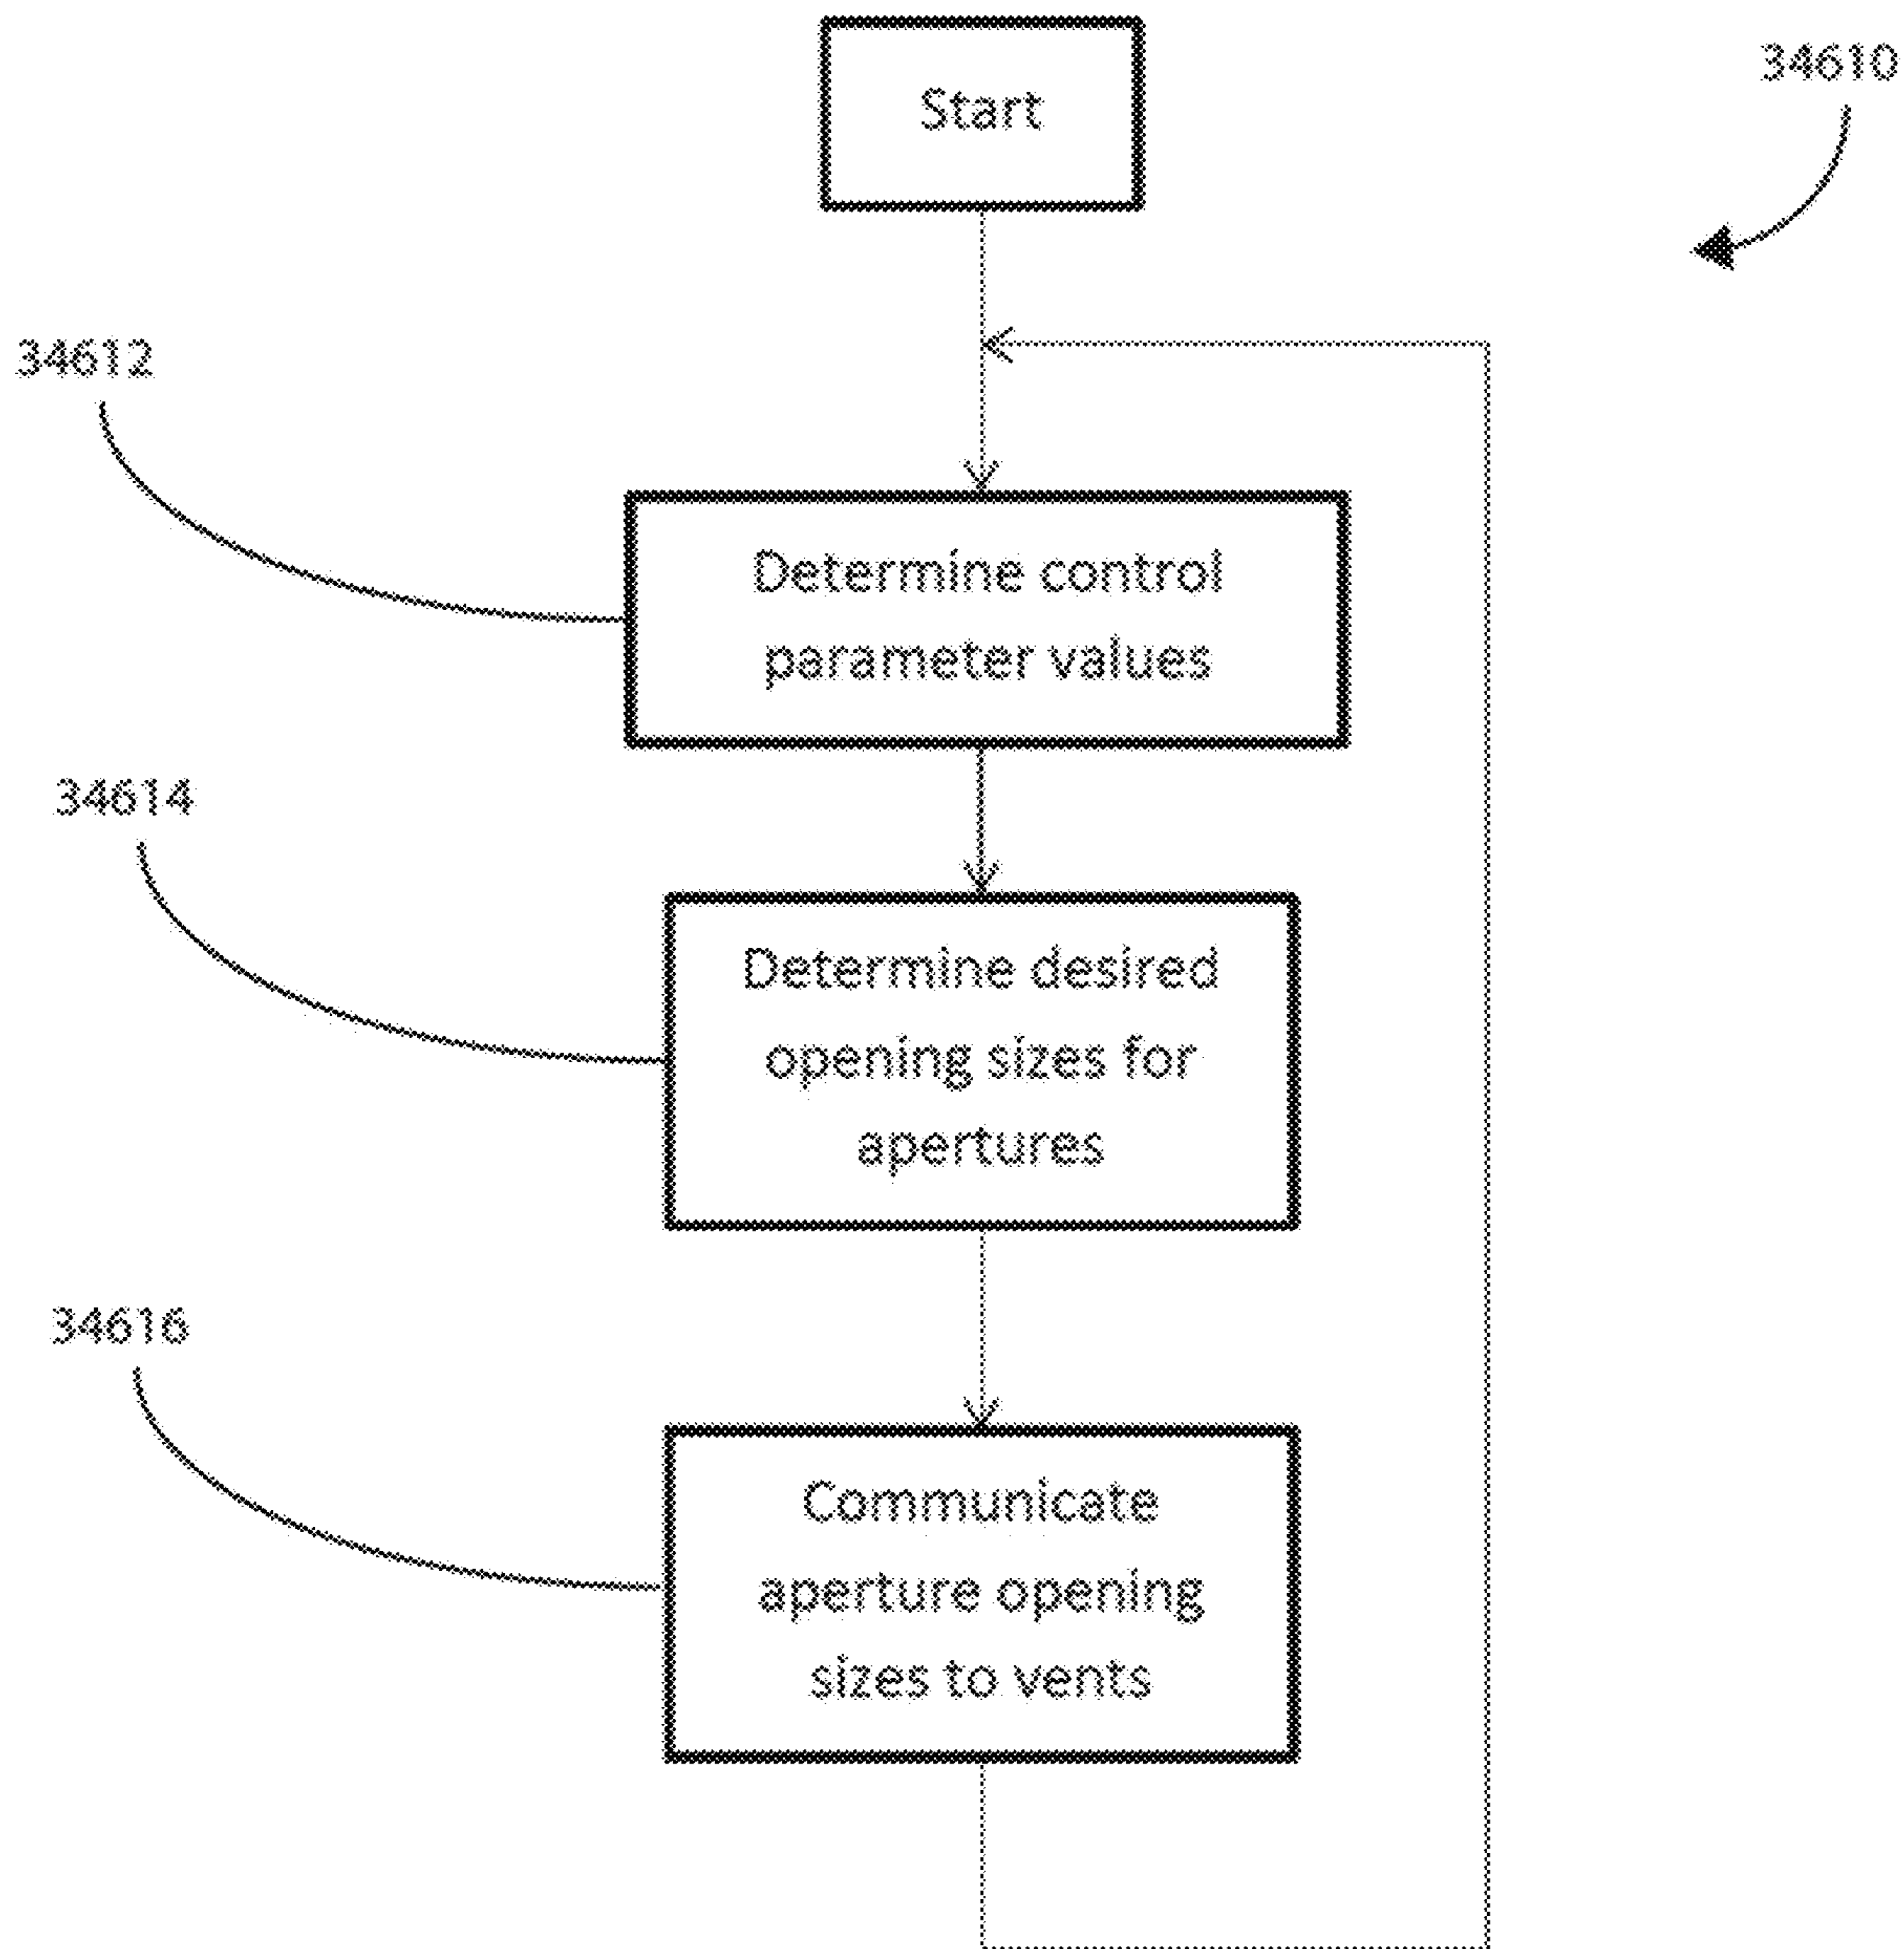 Start
34610
34612
Determine control
parameter values
34614
Determine desired
opening sizes for
apertures
34616
Communicate
aperture opening
sizes to vents